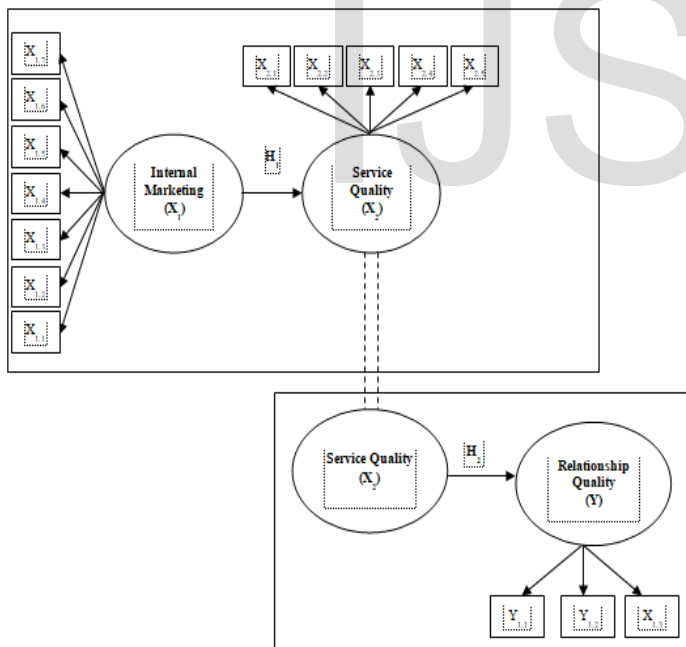 IJS
X1.7
X1.6
X1.5
X1.4
X1.3
X1.2
X1.1
Internal
Marketing
(X1)
H1
X2.1
X2.2
X2.3
X2.4
X2.5
Service
Quality
(X2)
Service Quality
(X2)
H2
Relationship
Quality
(Y)
Y1.1
Y1.2
X1.3